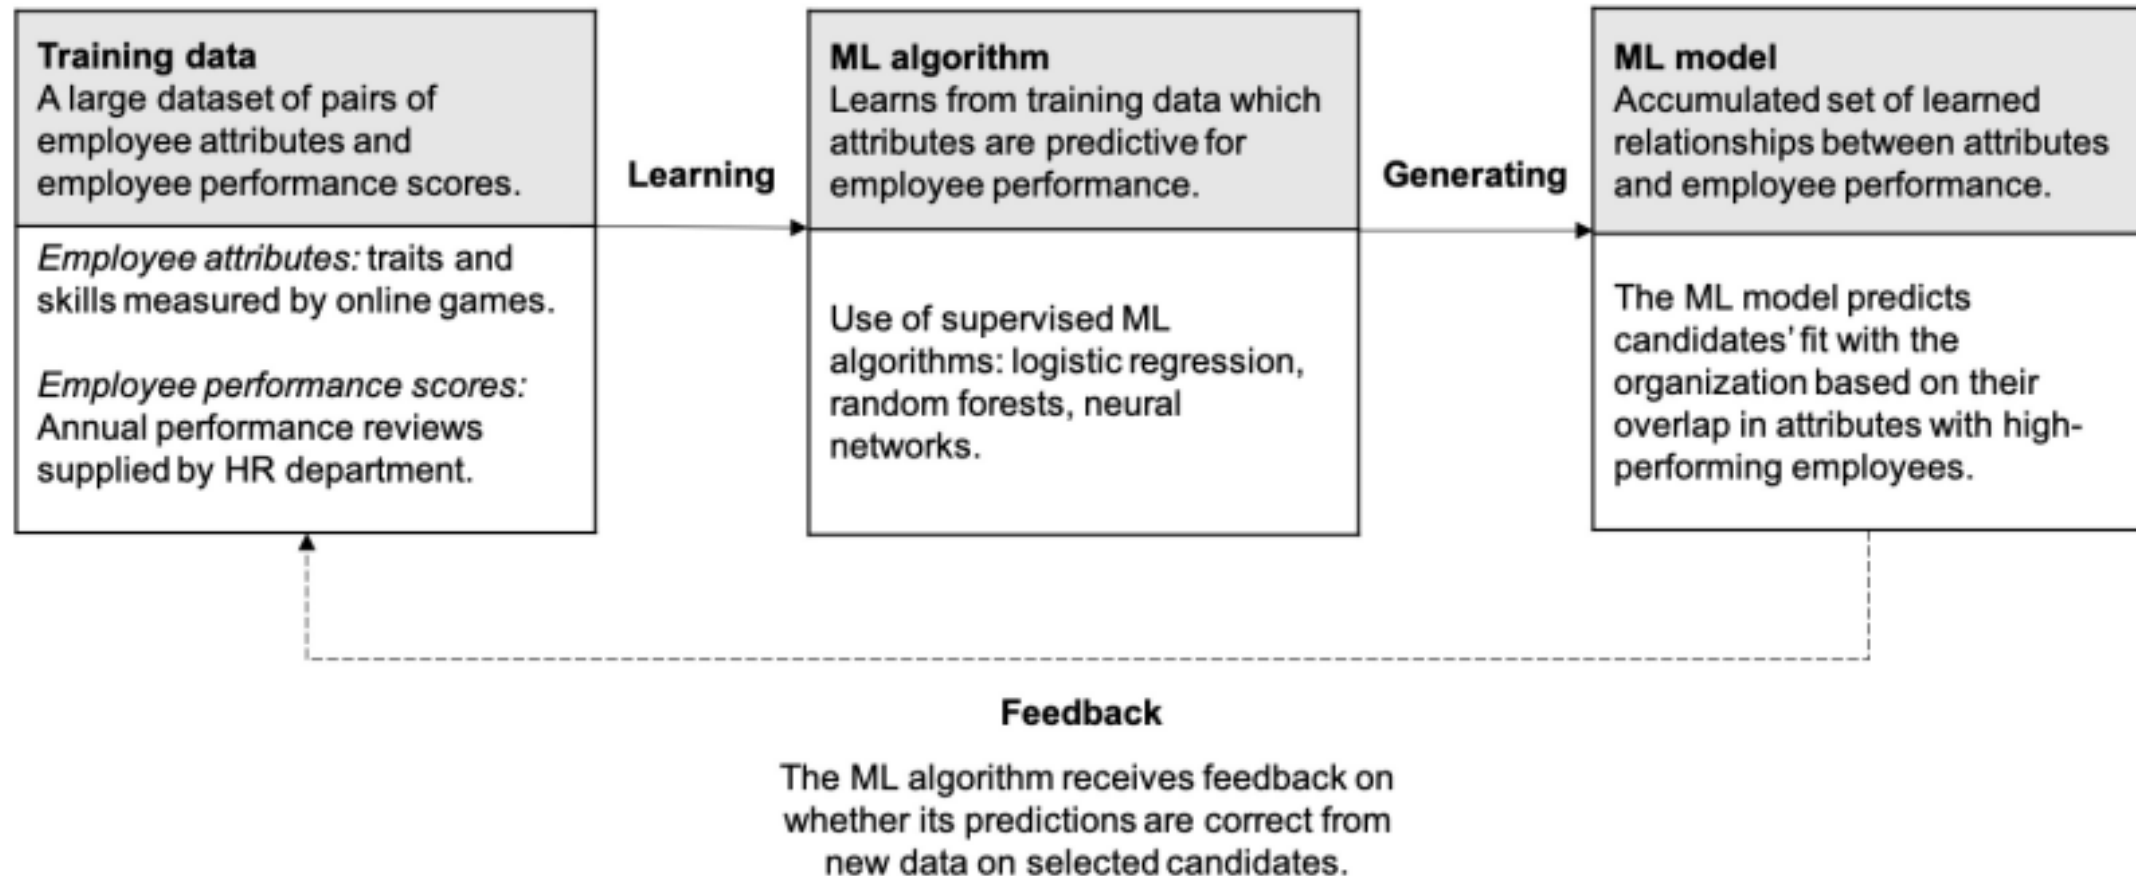 Training data
A large dataset of pairs of
employee attributes and
employee performance scores.
Employee attributes: traits and
skills measured by online games.
Employee performance scores:
Annual performance reviews
supplied by HR department.
Learning
ML algorithm
Learns from training data which
attributes are predictive for
employee performance.
Use of supervised ML
algorithms: logistic regression,
random forests, neural
networks.
Generating
ML model
Accumulated set of learned
relationships between attributes
and employee performance.
The ML model predicts
candidates' fit with the
organization based on their
overlap in attributes with high-
performing employees.
Feedback
The ML algorithm receives feedback on
whether its predictions are correct from
new data on selected candidates.